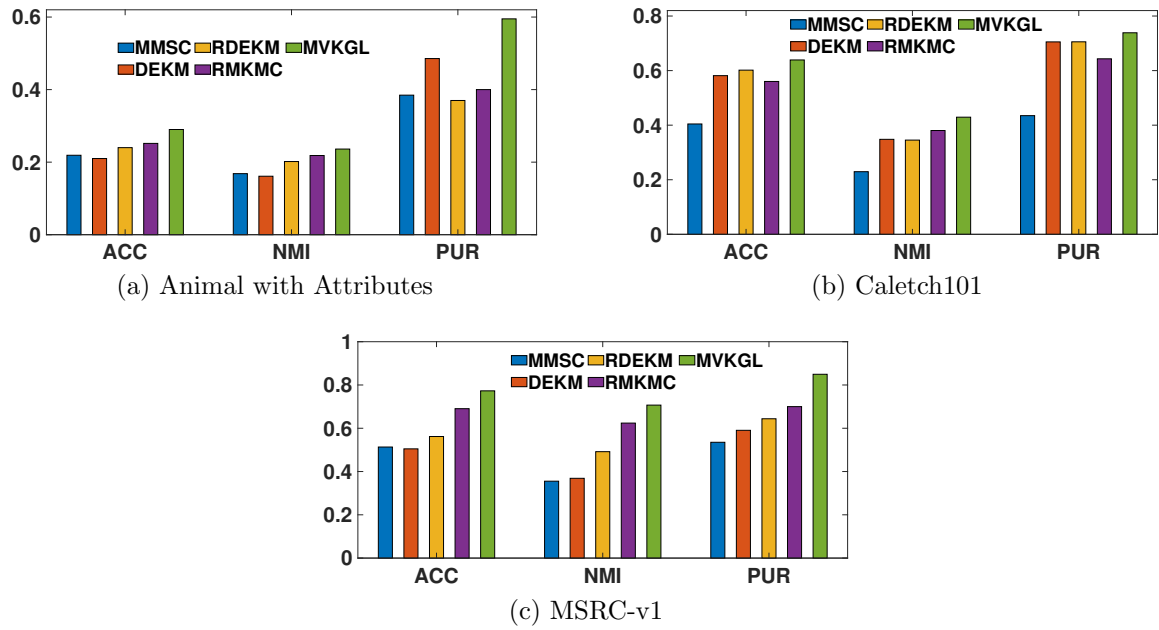 0.6
MMSC RDEKM MVKGL
DEKM RMKMC
0.4
0.2
0
ACC NMI PUR
(a) Animal with Attributes
0.8
MMSC RDEKM MVKGL
DEKM RMKMC
0.6
0.4
0.2
0
ACC NMI PUR
(b) Caletch101
1
MMSC RDEKM MVKGL
DEKM RMKMC
0.8
0.6
0.4
0.2
0
ACC NMI PUR
(c) MSRC-v1